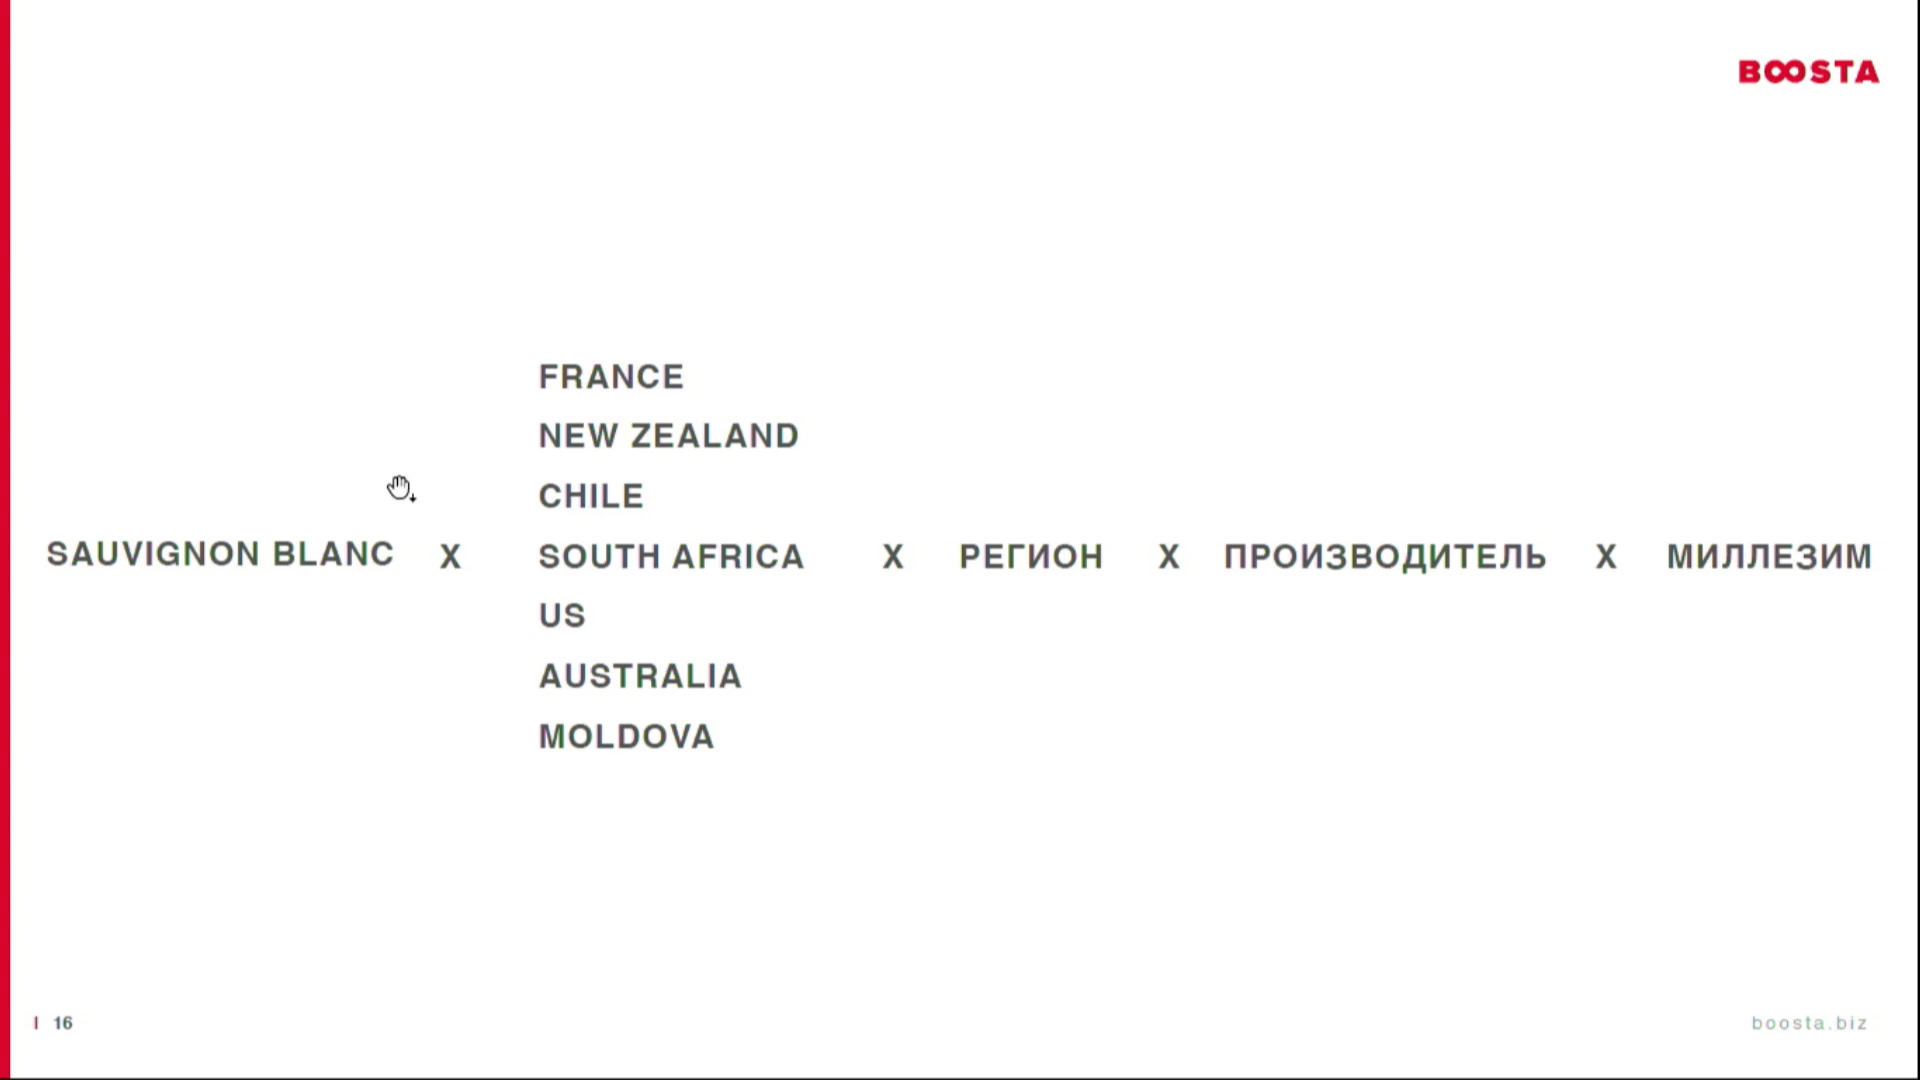 BOOSTA
FRANCE
NEW ZEALAND
CHILE
SAUVIGNON BLANC X SOUTH AFRICA X РЕГИОН X ПРОИЗВОДИТЕЛЬ X МИЛЛЕЗИМ
US
AUSTRALIA
MOLDOVA
| 16
boosta.biz